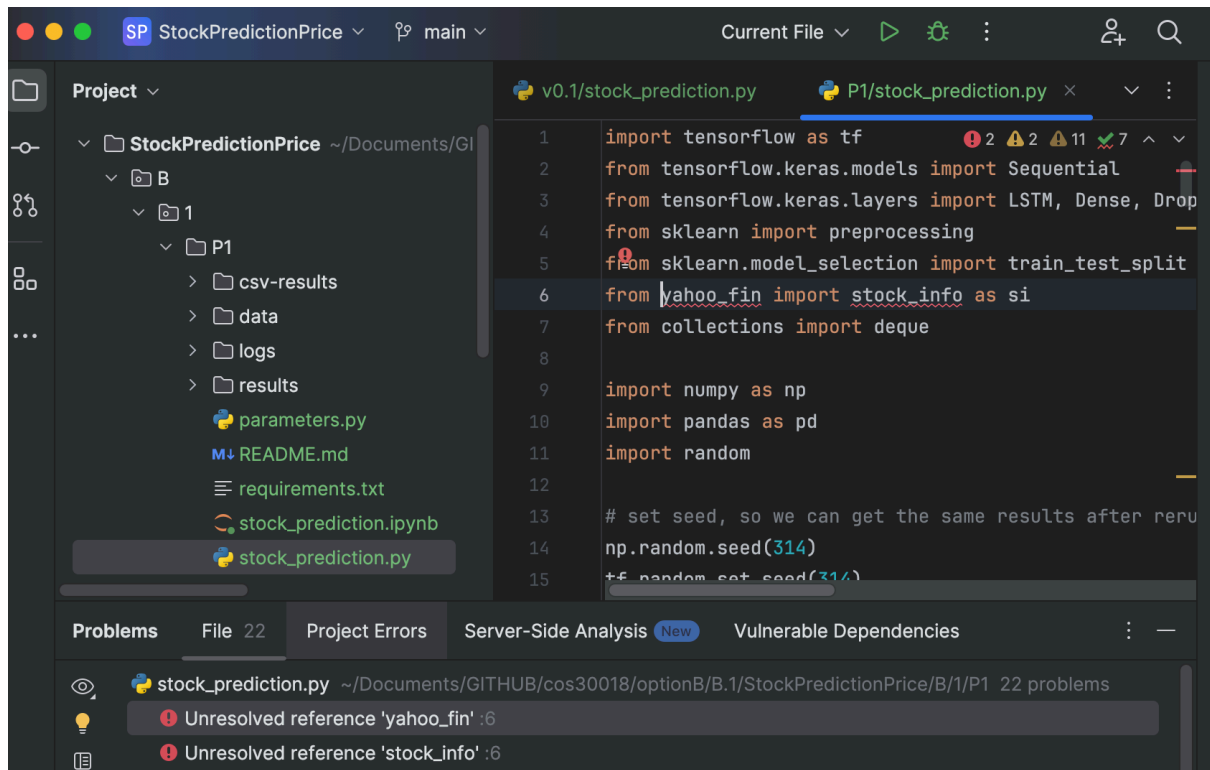 SP StockPredictionPrice main Current File
Project
v0.1/stock_prediction.py P1/stock_prediction.py
StockPredictionPrice ~/Documents/GI
B
1
P1
csv-results
data
logs
results
parameters.py
M↓ README.md
requirements.txt
stock_prediction.ipynb
stock_prediction.py
2 2 11 7
1 import tensorflow as tf
2 from tensorflow.keras.models import Sequential
3 from tensorflow.keras.layers import LSTM, Dense, Drop
4 from sklearn import preprocessing
5 from sklearn.model_selection import train_test_split
6 from yahoo_fin import stock_info as si
7 from collections import deque
8
9 import numpy as np
10 import pandas as pd
11 import random
12
13 # set seed, so we can get the same results after reru
14 np.random.seed(314)
15 tf.random.set_seed(314)
Problems File 22 Project Errors Server-Side Analysis New Vulnerable Dependencies
stock_prediction.py ~/Documents/GITHUB/cos30018/optionB/B.1/StockPredictionPrice/B/1/P1 22 problems
Unresolved reference 'yahoo_fin' :6
Unresolved reference 'stock_info' :6